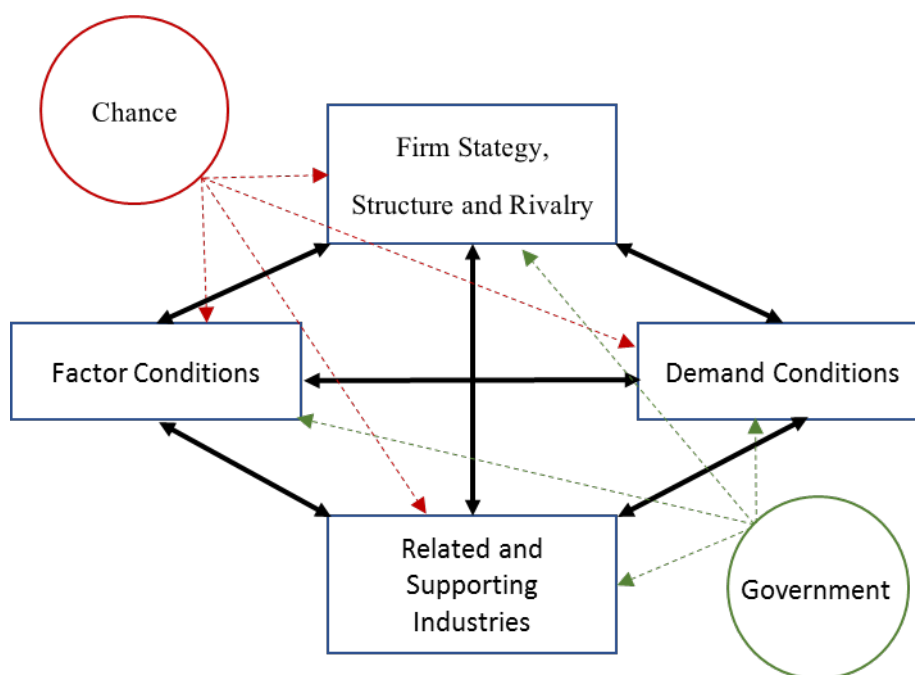 Chance
Firm Stategy,
Structure and Rivalry
Factor Conditions
Demand Conditions
Related and
Supporting
Industries
Government